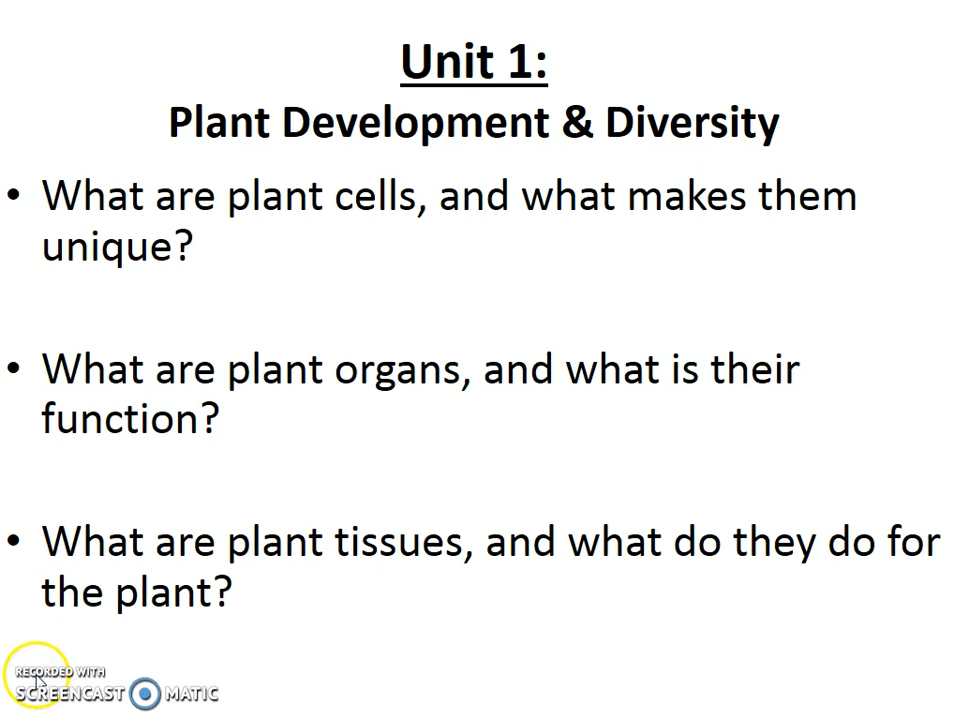 Unit 1:
Plant Development & Diversity
• What are plant cells, and what makes them
unique?
• What are plant organs, and what is their
function?
• What are plant tissues, and what do they do for
the plant?
RECORDED WITH
SCREENCAST MATIC